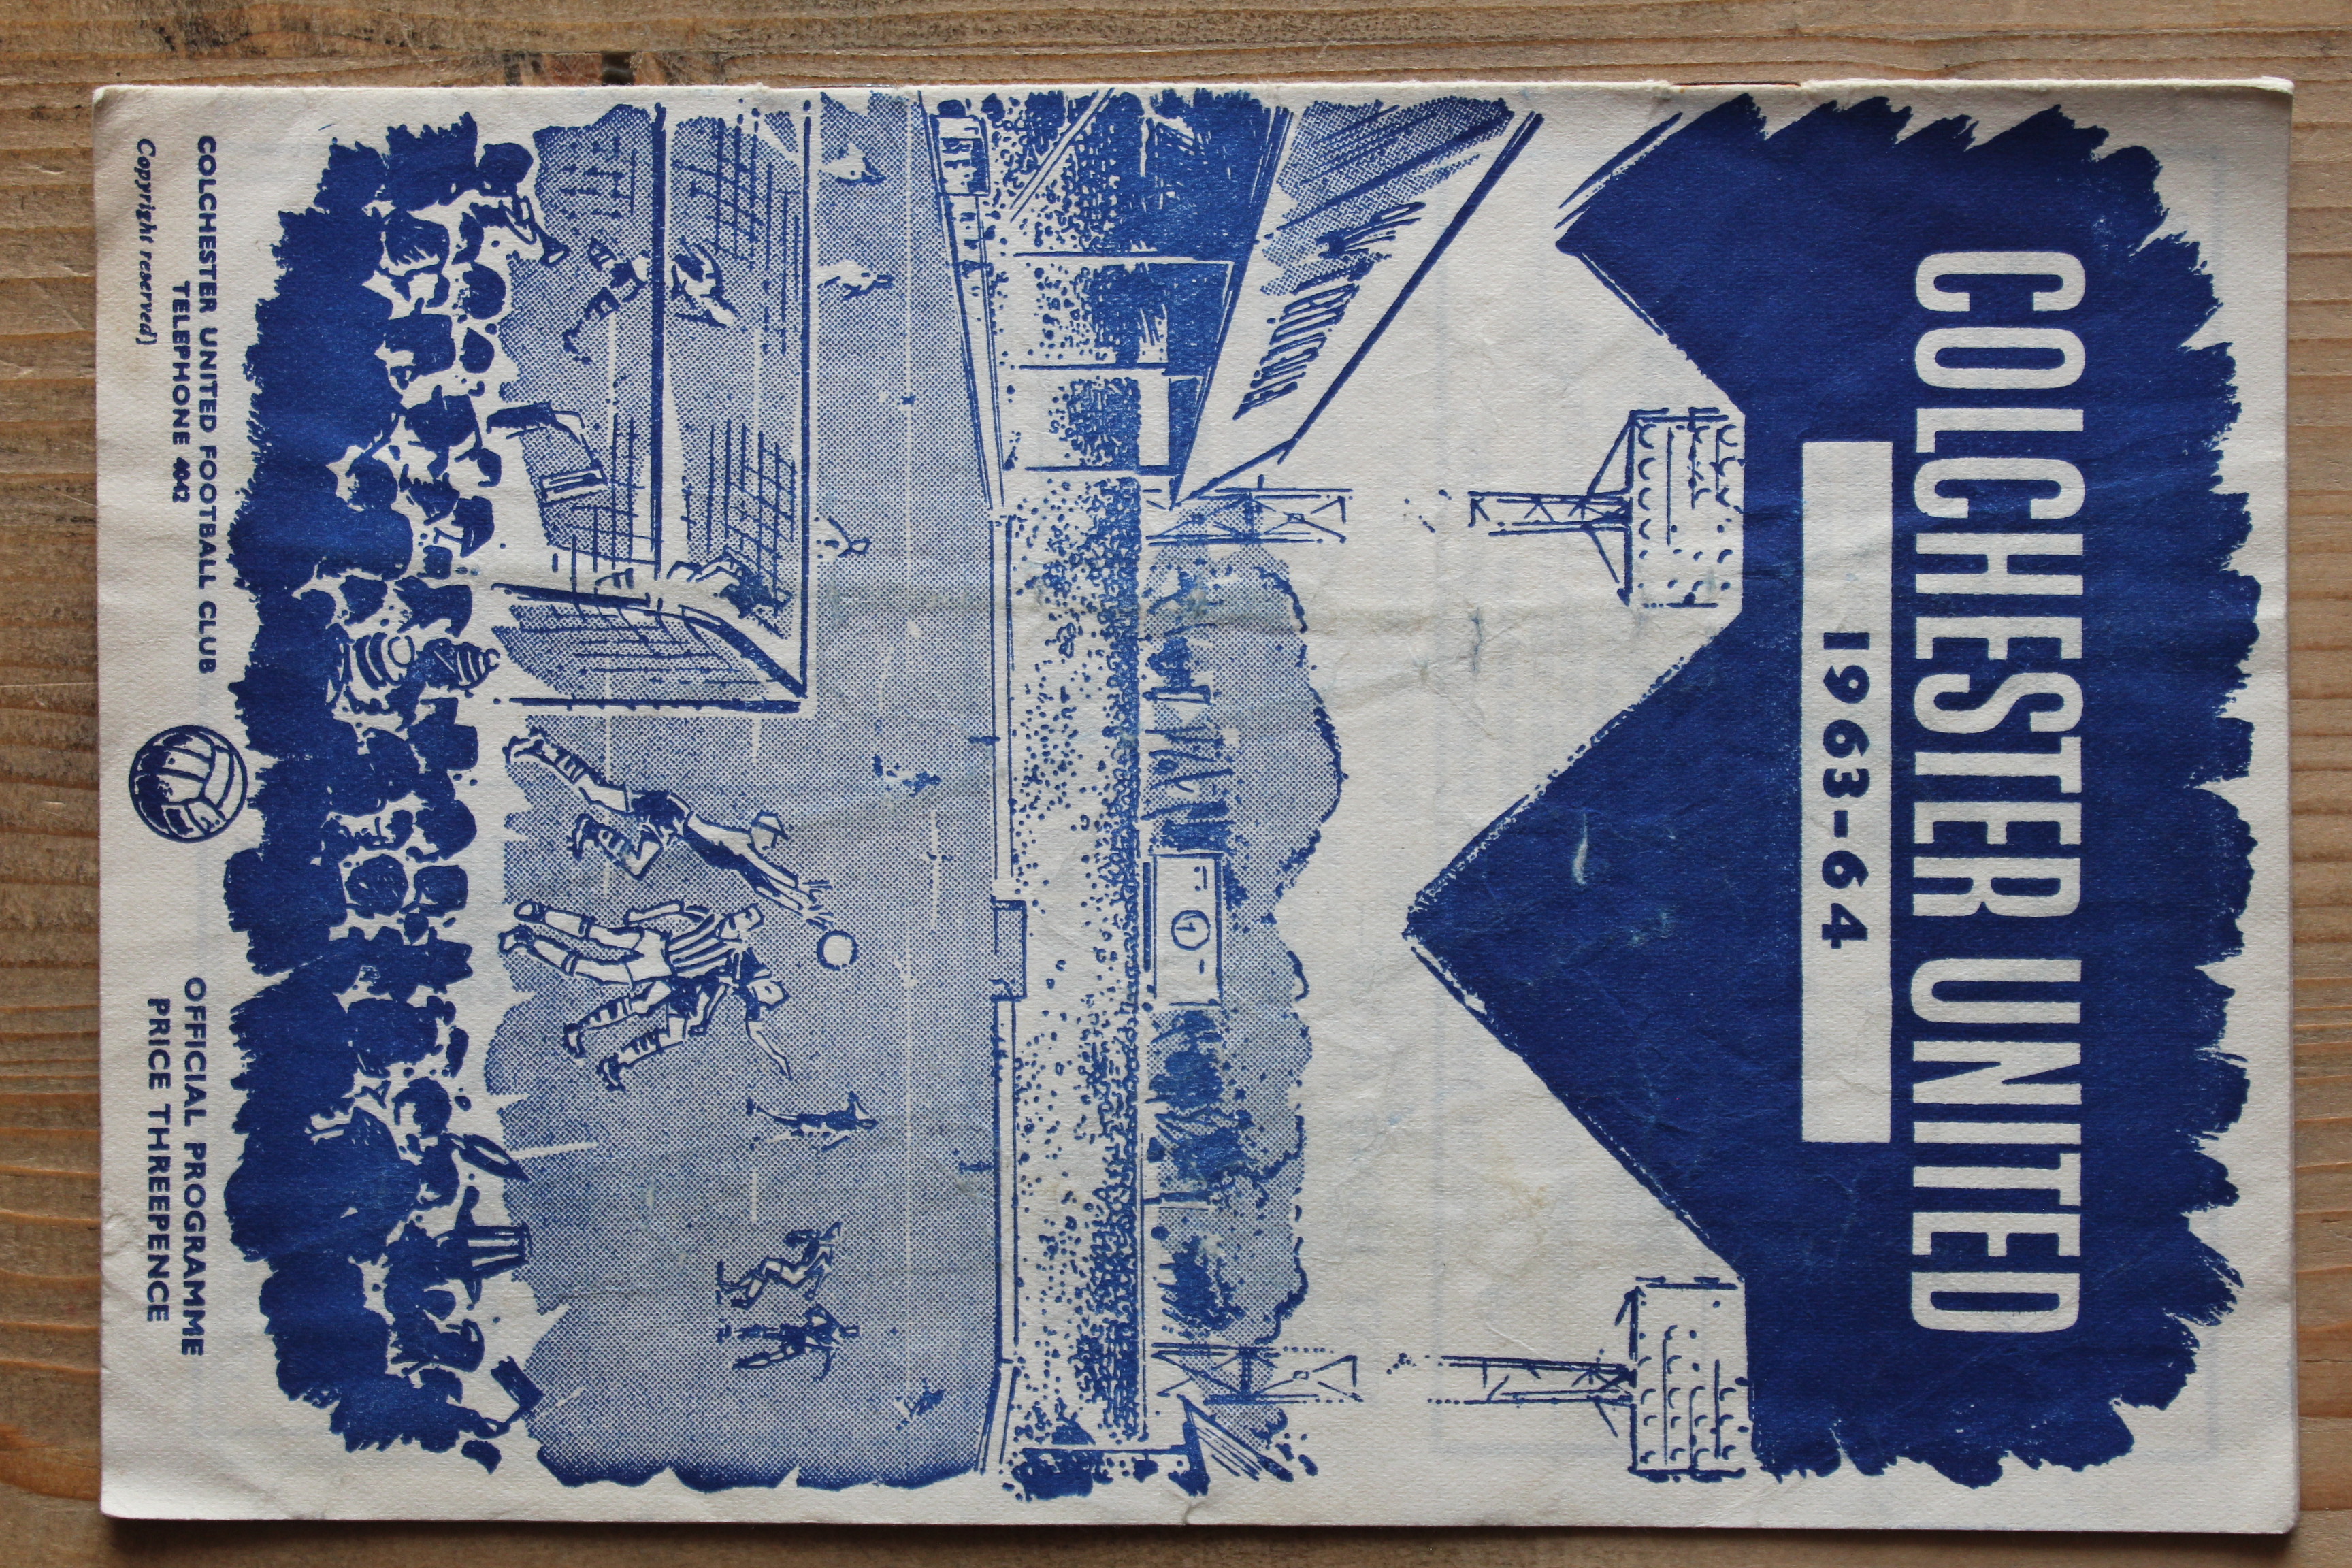 COLCHESTER UNITED
1963-64
COLCHESTER UNITED FOOTBALL CLUB
TELEPHONE 4042
Copyright reserved)
OFFICIAL PROGRAMME
PRICE THREEPENCE